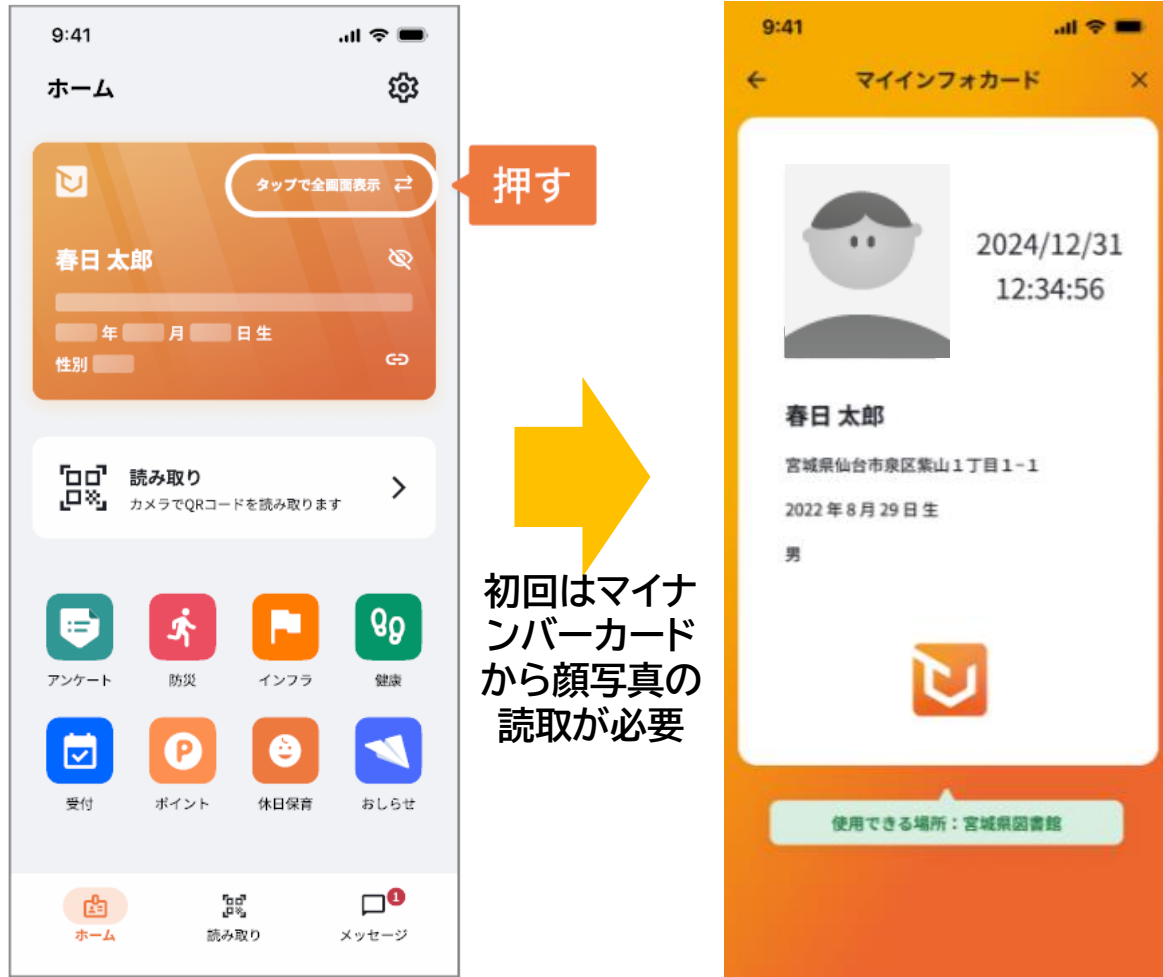 9:41
ホーム
タップで全画面表示
押す
春日 太郎
年 月 日生
性別
読み取り
カメラでQRコードを読み取ります
アンケート
防災
インフラ
健康
受付
P
ポイント
休日保育
おしらせ
ホーム
読み取り
1
メッセージ
初回はマイナ
ンバーカード
から顔写真の
読取が必要
9:41
マイインフォカード
2024/12/31
12:34:56
春日 太郎
宮城県仙台市泉区紫山1丁目1-1
2022年8月29日生
男
使用できる場所：宮城県図書館